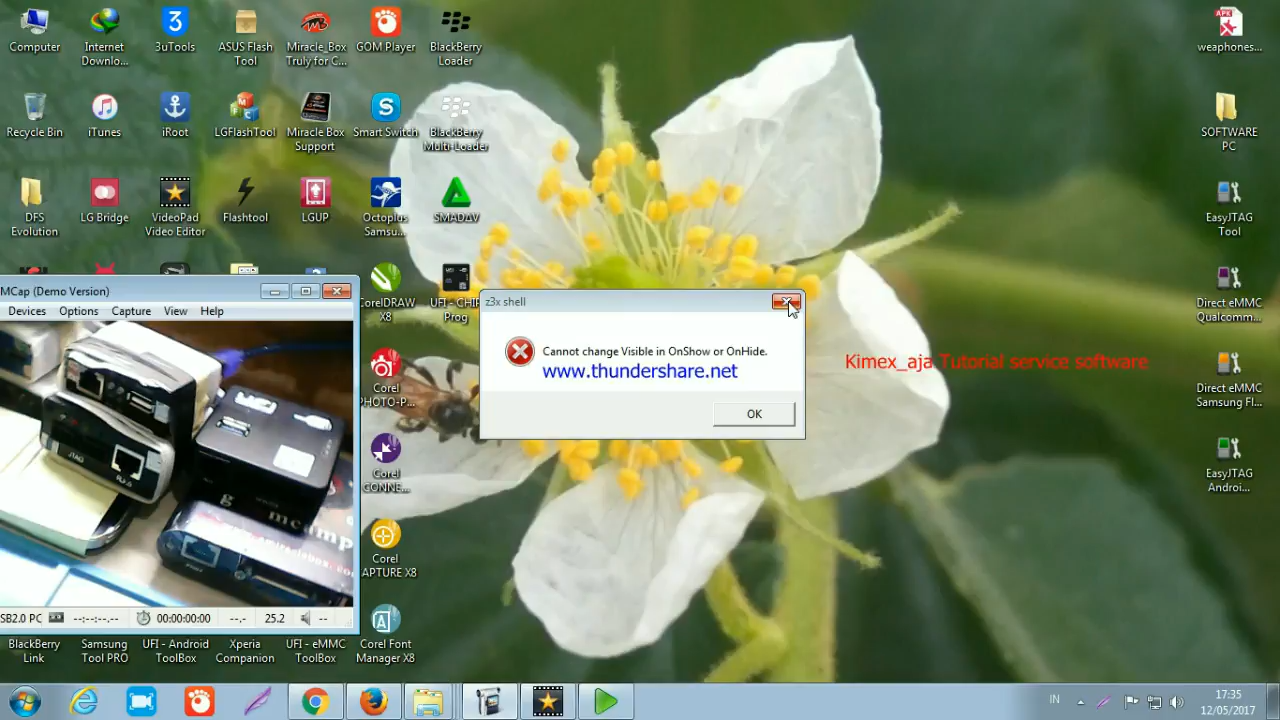 Computer
Internet
Downlo...
3uTools
ASUS Flash
Tool
Miracle_Box
Truly for C...
GOM Player
BlackBerry
Loader
weaphones...
Recycle Bin
iTunes
iRoot
LGFlashTool
Miracle Box
Support
Smart Switch
BlackBerry
Multi-Loader
SOFTWARE
PC
DFS
Evolution
LG Bridge
VideoPad
Video Editor
Flashtool
LGUP
Octoplus
Samsu...
SMADAV
EasyJTAG
Tool
MCap (Demo Version)
Devices
Options
Capture
View
Help
CorelDRAW
X8
UFI - CHIP
Prog
z3x shell
Cannot change Visible in OnShow or OnHide.
www.thundershare.net
OK
Kimex_aja Tutorial service software
Direct eMMC
Qualcomm...
Corel
PHOTO-P...
Direct eMMC
Samsung Fl...
JTAG
Corel
CONNE...
EasyJTAG
Androi...
Corel
CAPTURE X8
SB2.0 PC
--:--:--.--
00:00:00:00
--.-
25.2
--
BlackBerry
Link
Samsung
Tool PRO
UFI - Android
ToolBox
Xperia
Companion
UFI - eMMC
ToolBox
Corel Font
Manager X8
IN
17:35
12/05/2017